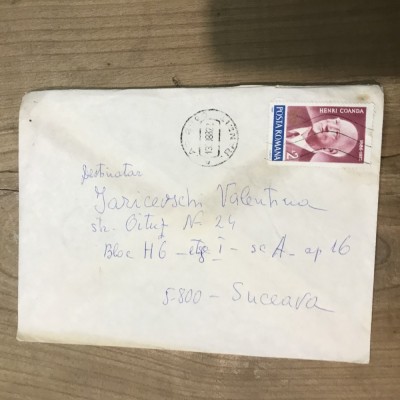 HENRI COANDA
POSTA ROMANA
2
Destinatar
Jaricevschi Valentina
str. Oituz Nr. 24
Bloc H6 - etaj I - sc A - ap 16
5800 - Suceava